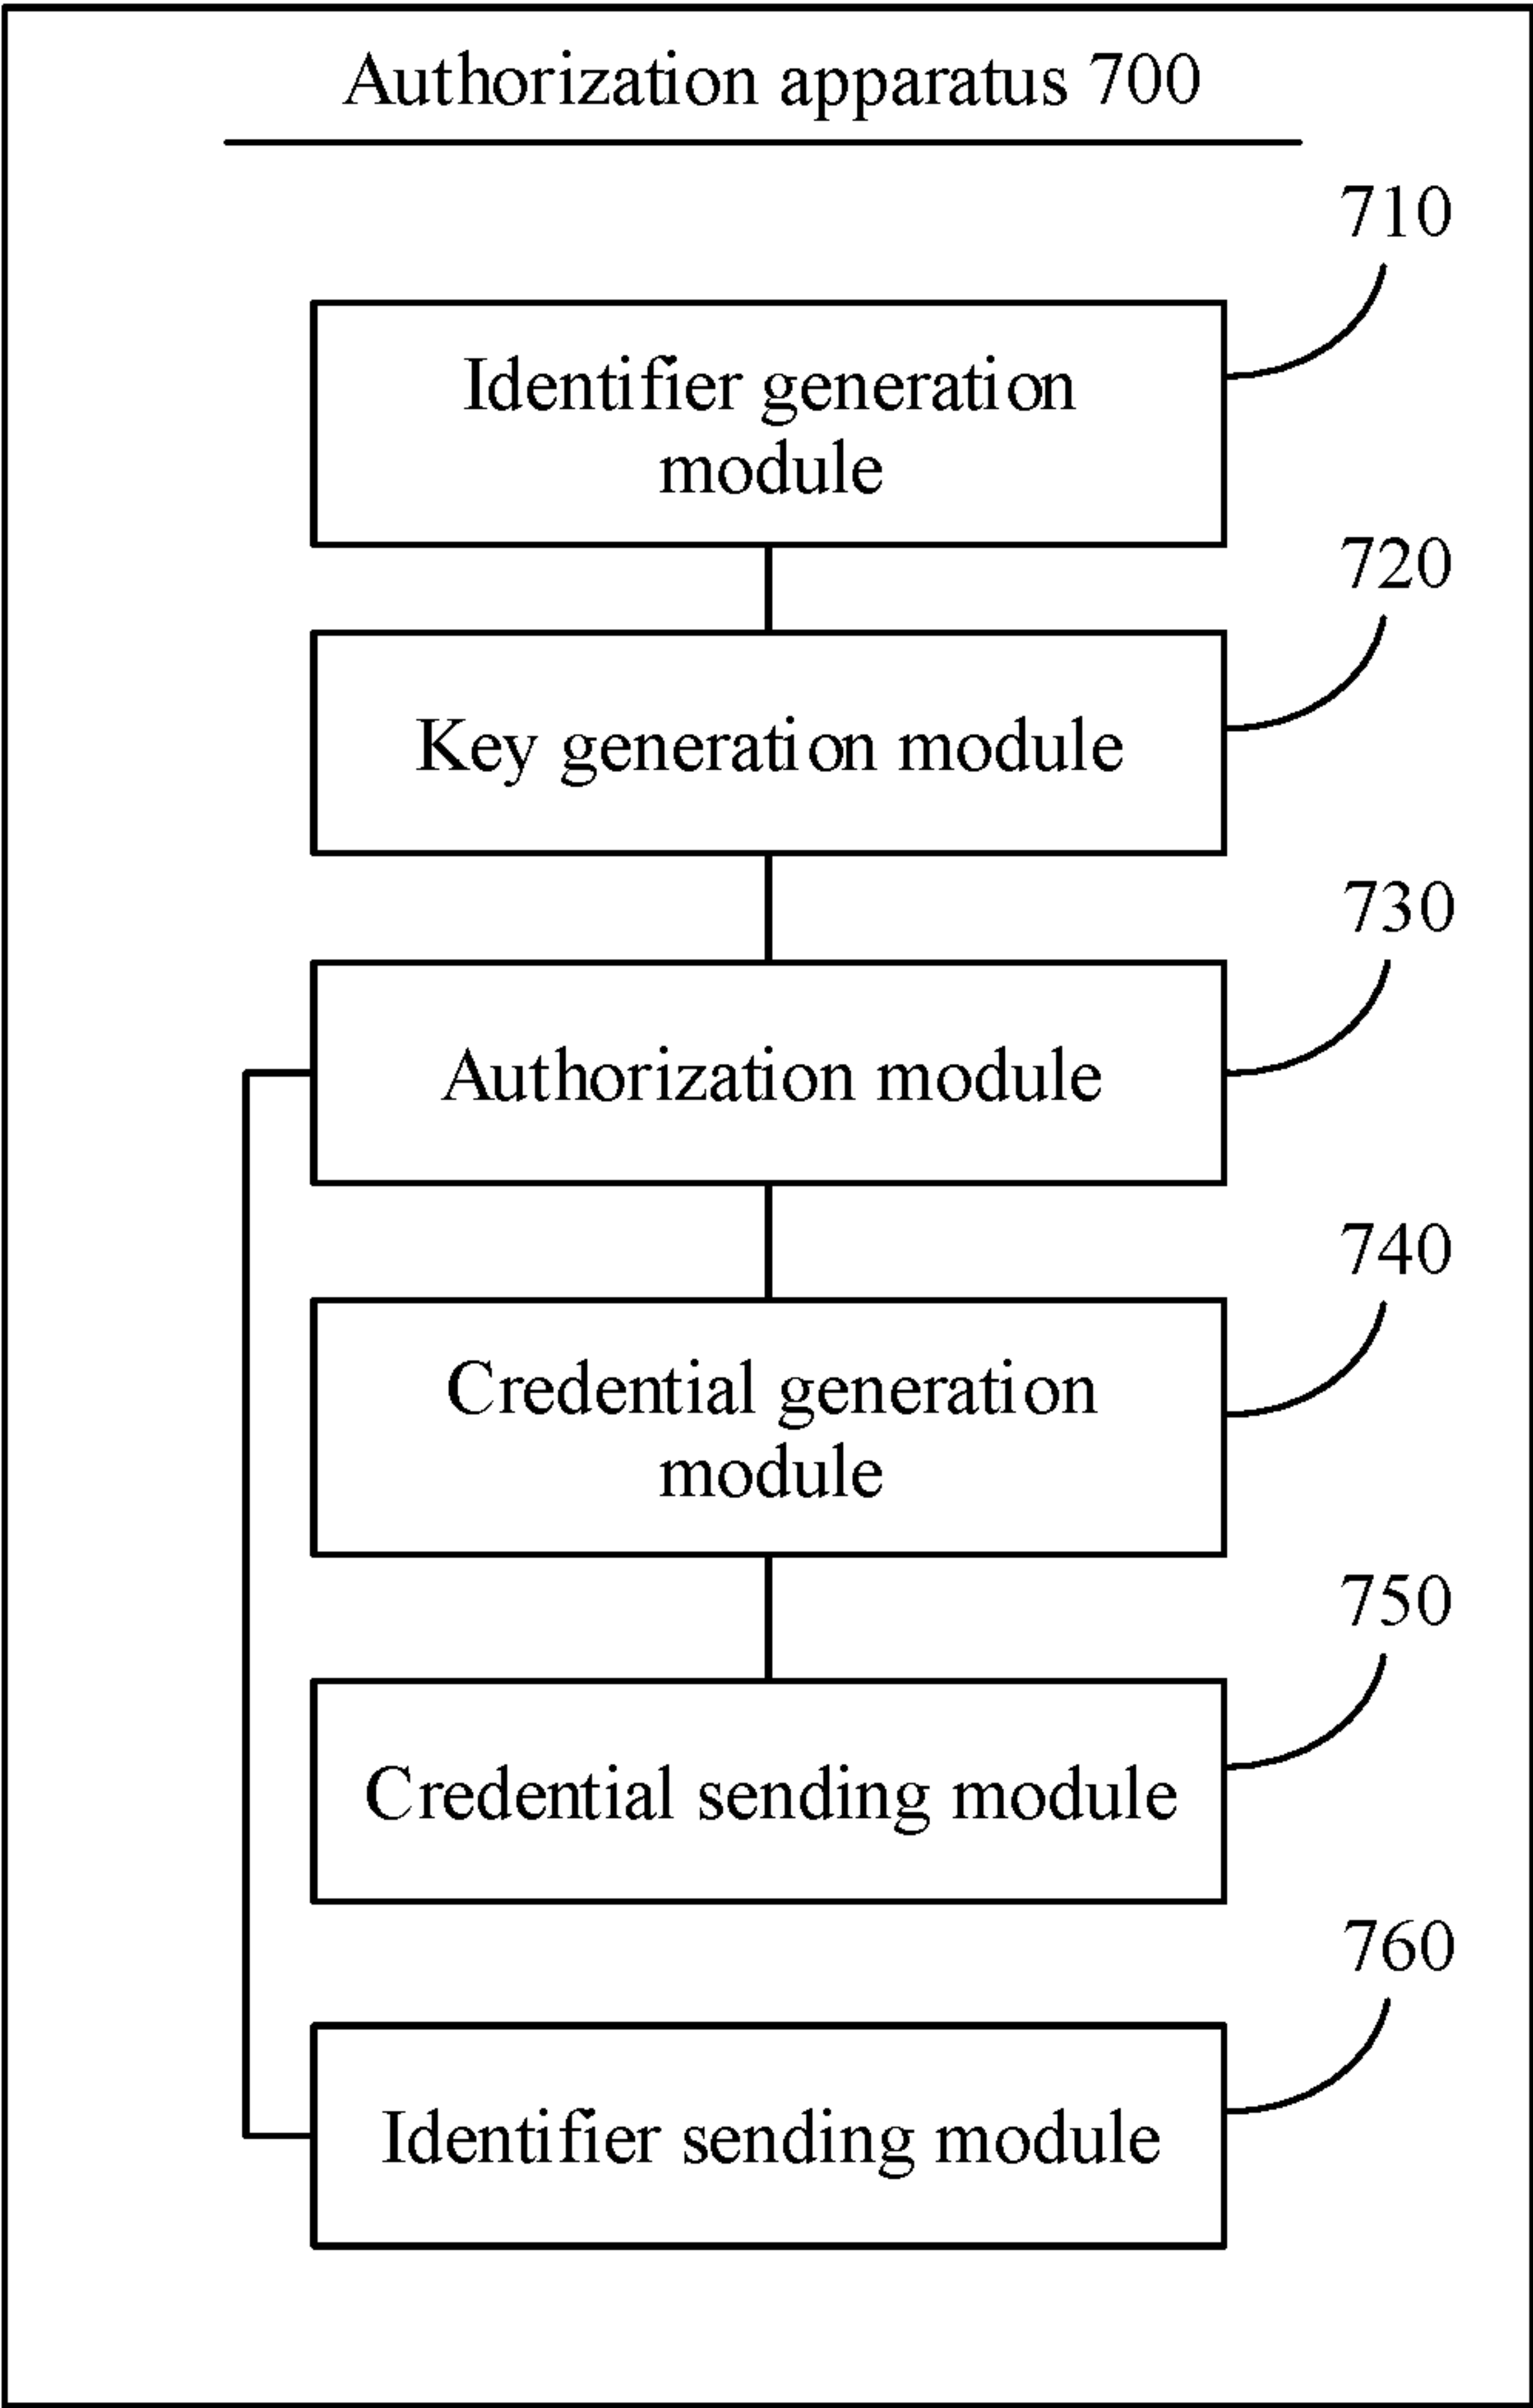 Authorization apparatus 700
710
Identifier generation
module
720
Key generation module
730
Authorization module
740
Credential generation
module
750
Credential sending module
760
Identifier sending module